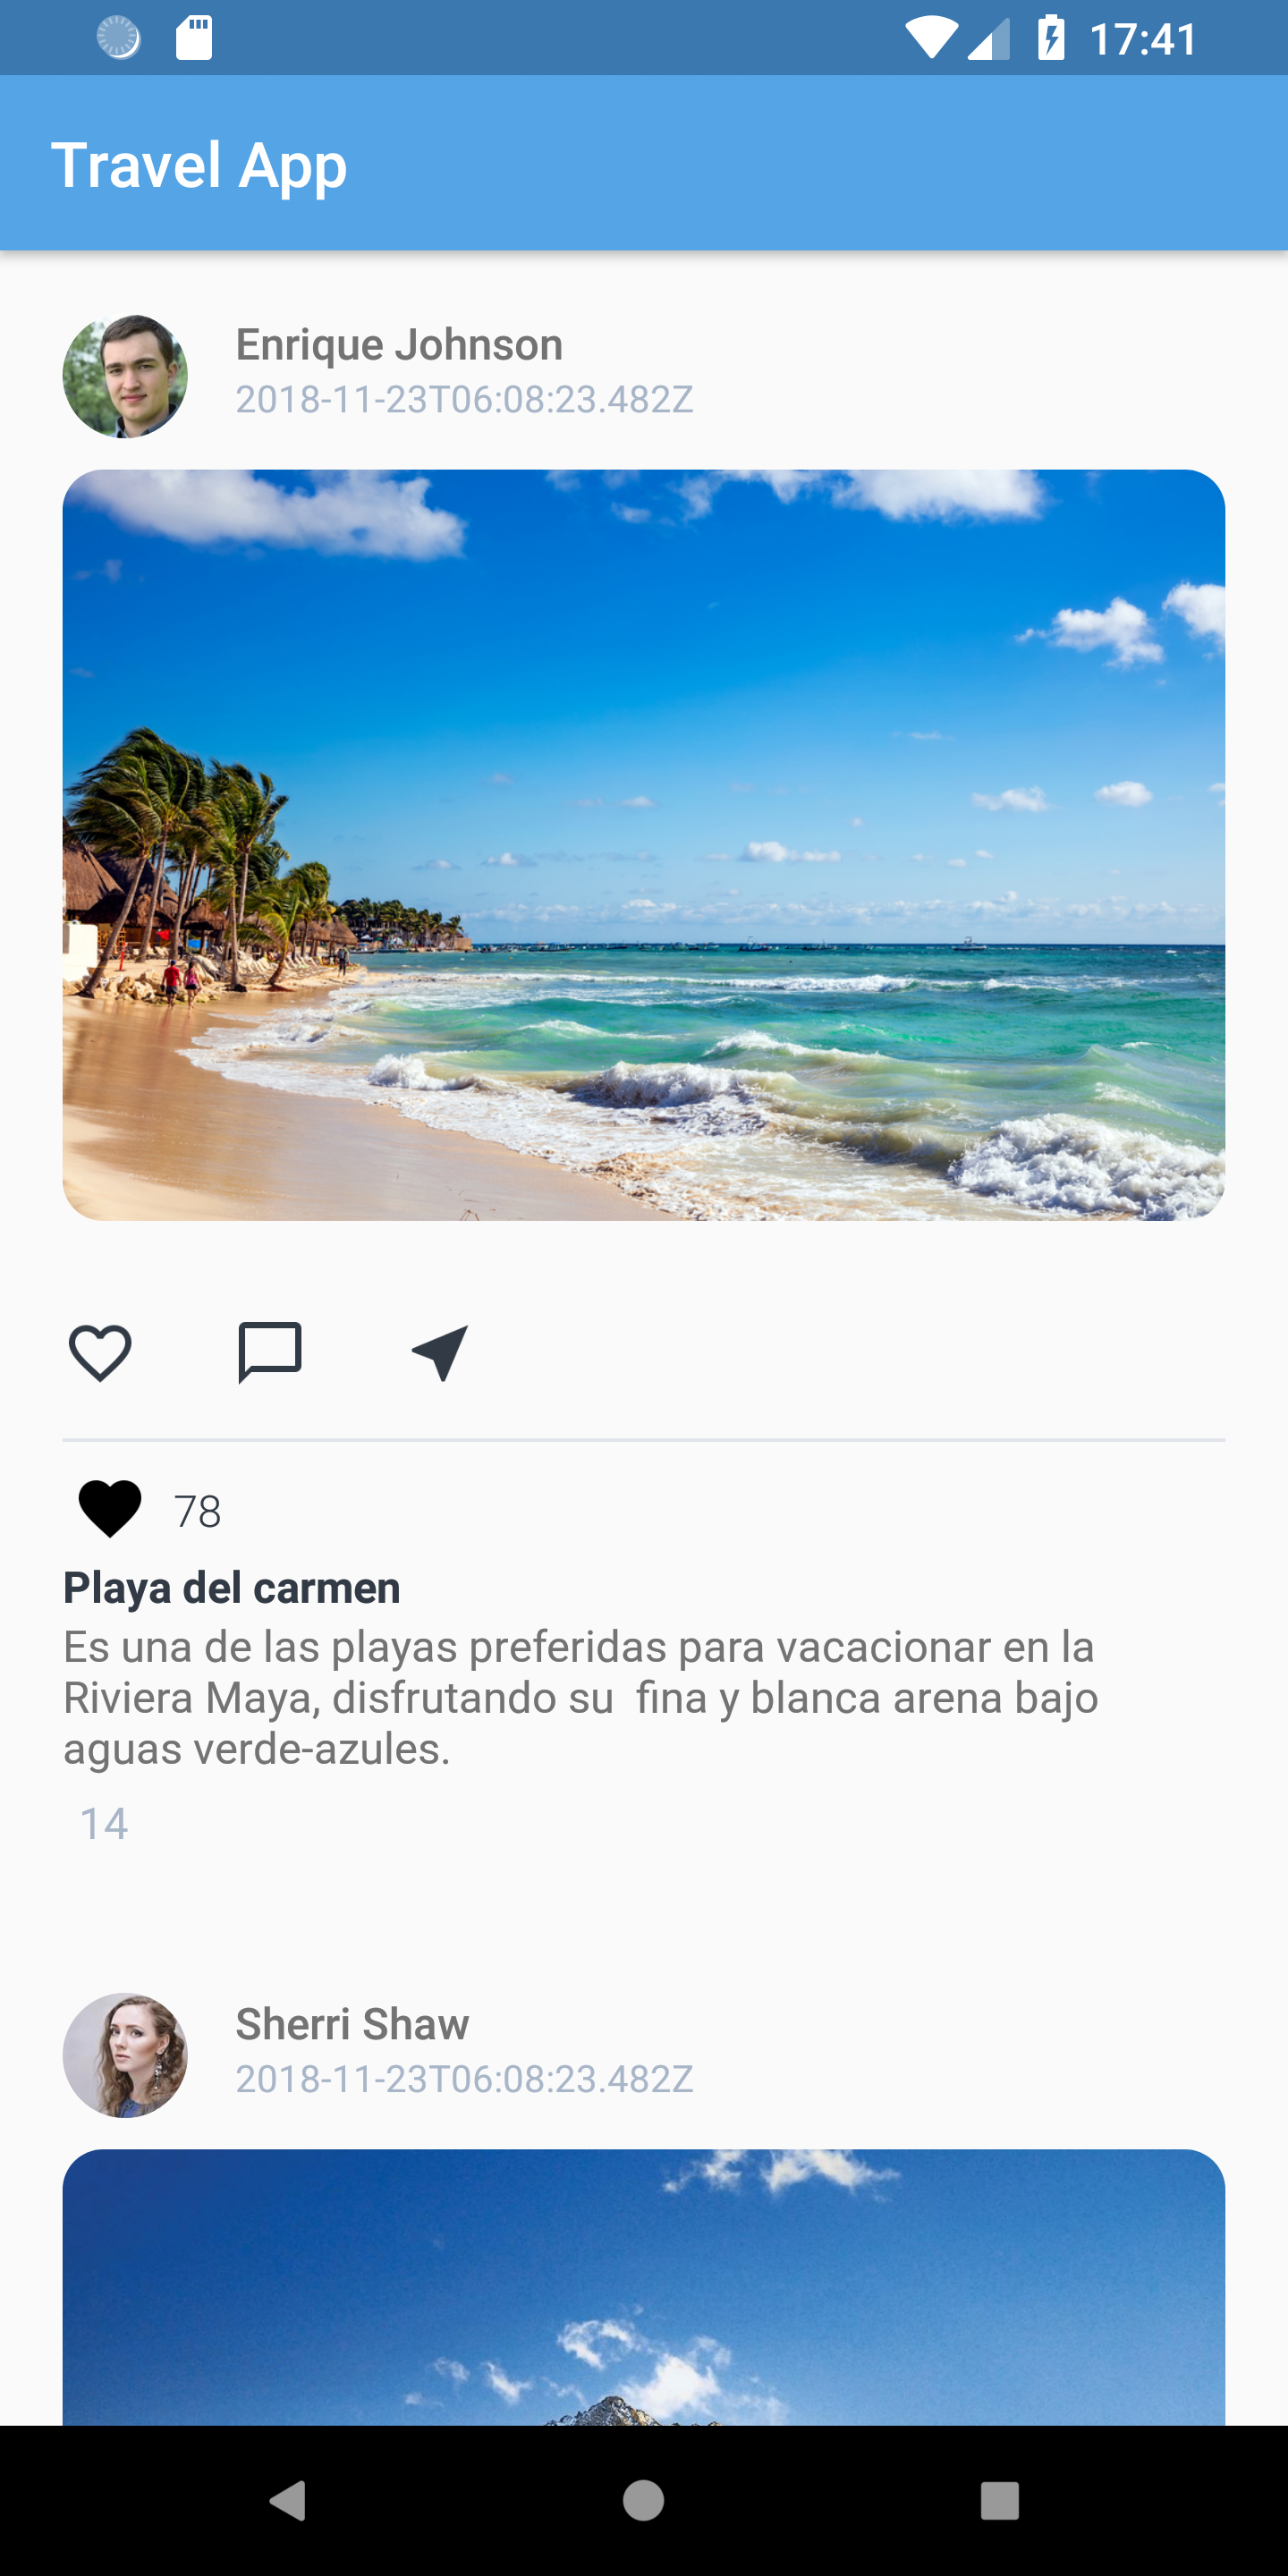 17:41
Travel App
Enrique Johnson
2018-11-23T06:08:23.482Z
78
Playa del carmen
Es una de las playas preferidas para vacacionar en la
Riviera Maya, disfrutando su  fina y blanca arena bajo
aguas verde-azules.
14
Sherri Shaw
2018-11-23T06:08:23.482Z